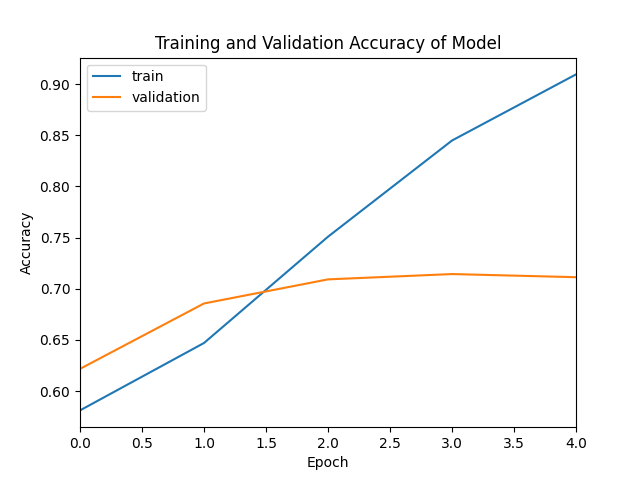 Training and Validation Accuracy of Model
train
validation
Accuracy
0.90
0.85
0.80
0.75
0.70
0.65
0.60
0.0 0.5 1.0 1.5 2.0 2.5 3.0 3.5 4.0
Epoch